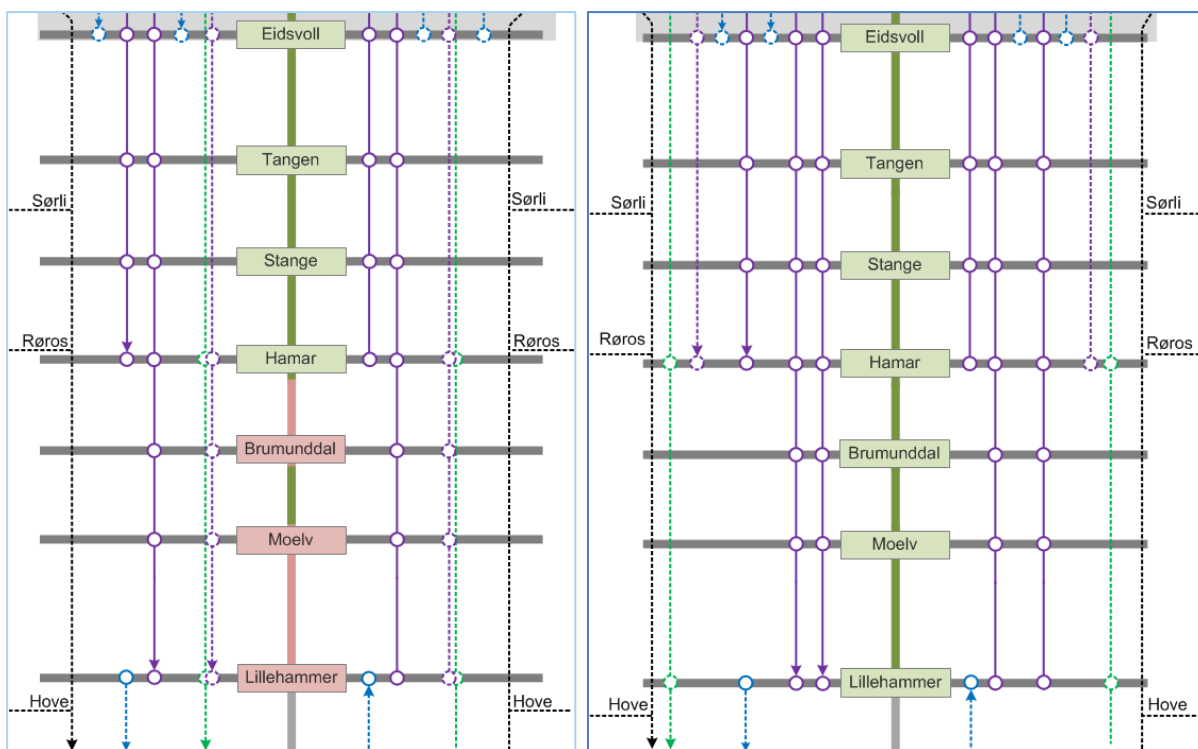 Eidsvoll
Tangen
Sørli
Sørli
Stange
Røros
Røros
Hamar
Brumunddal
Moelv
Lillehammer
Hove
Hove
Eidsvoll
Tangen
Sørli
Sørli
Stange
Røros
Røros
Hamar
Brumunddal
Moelv
Lillehammer
Hove
Hove